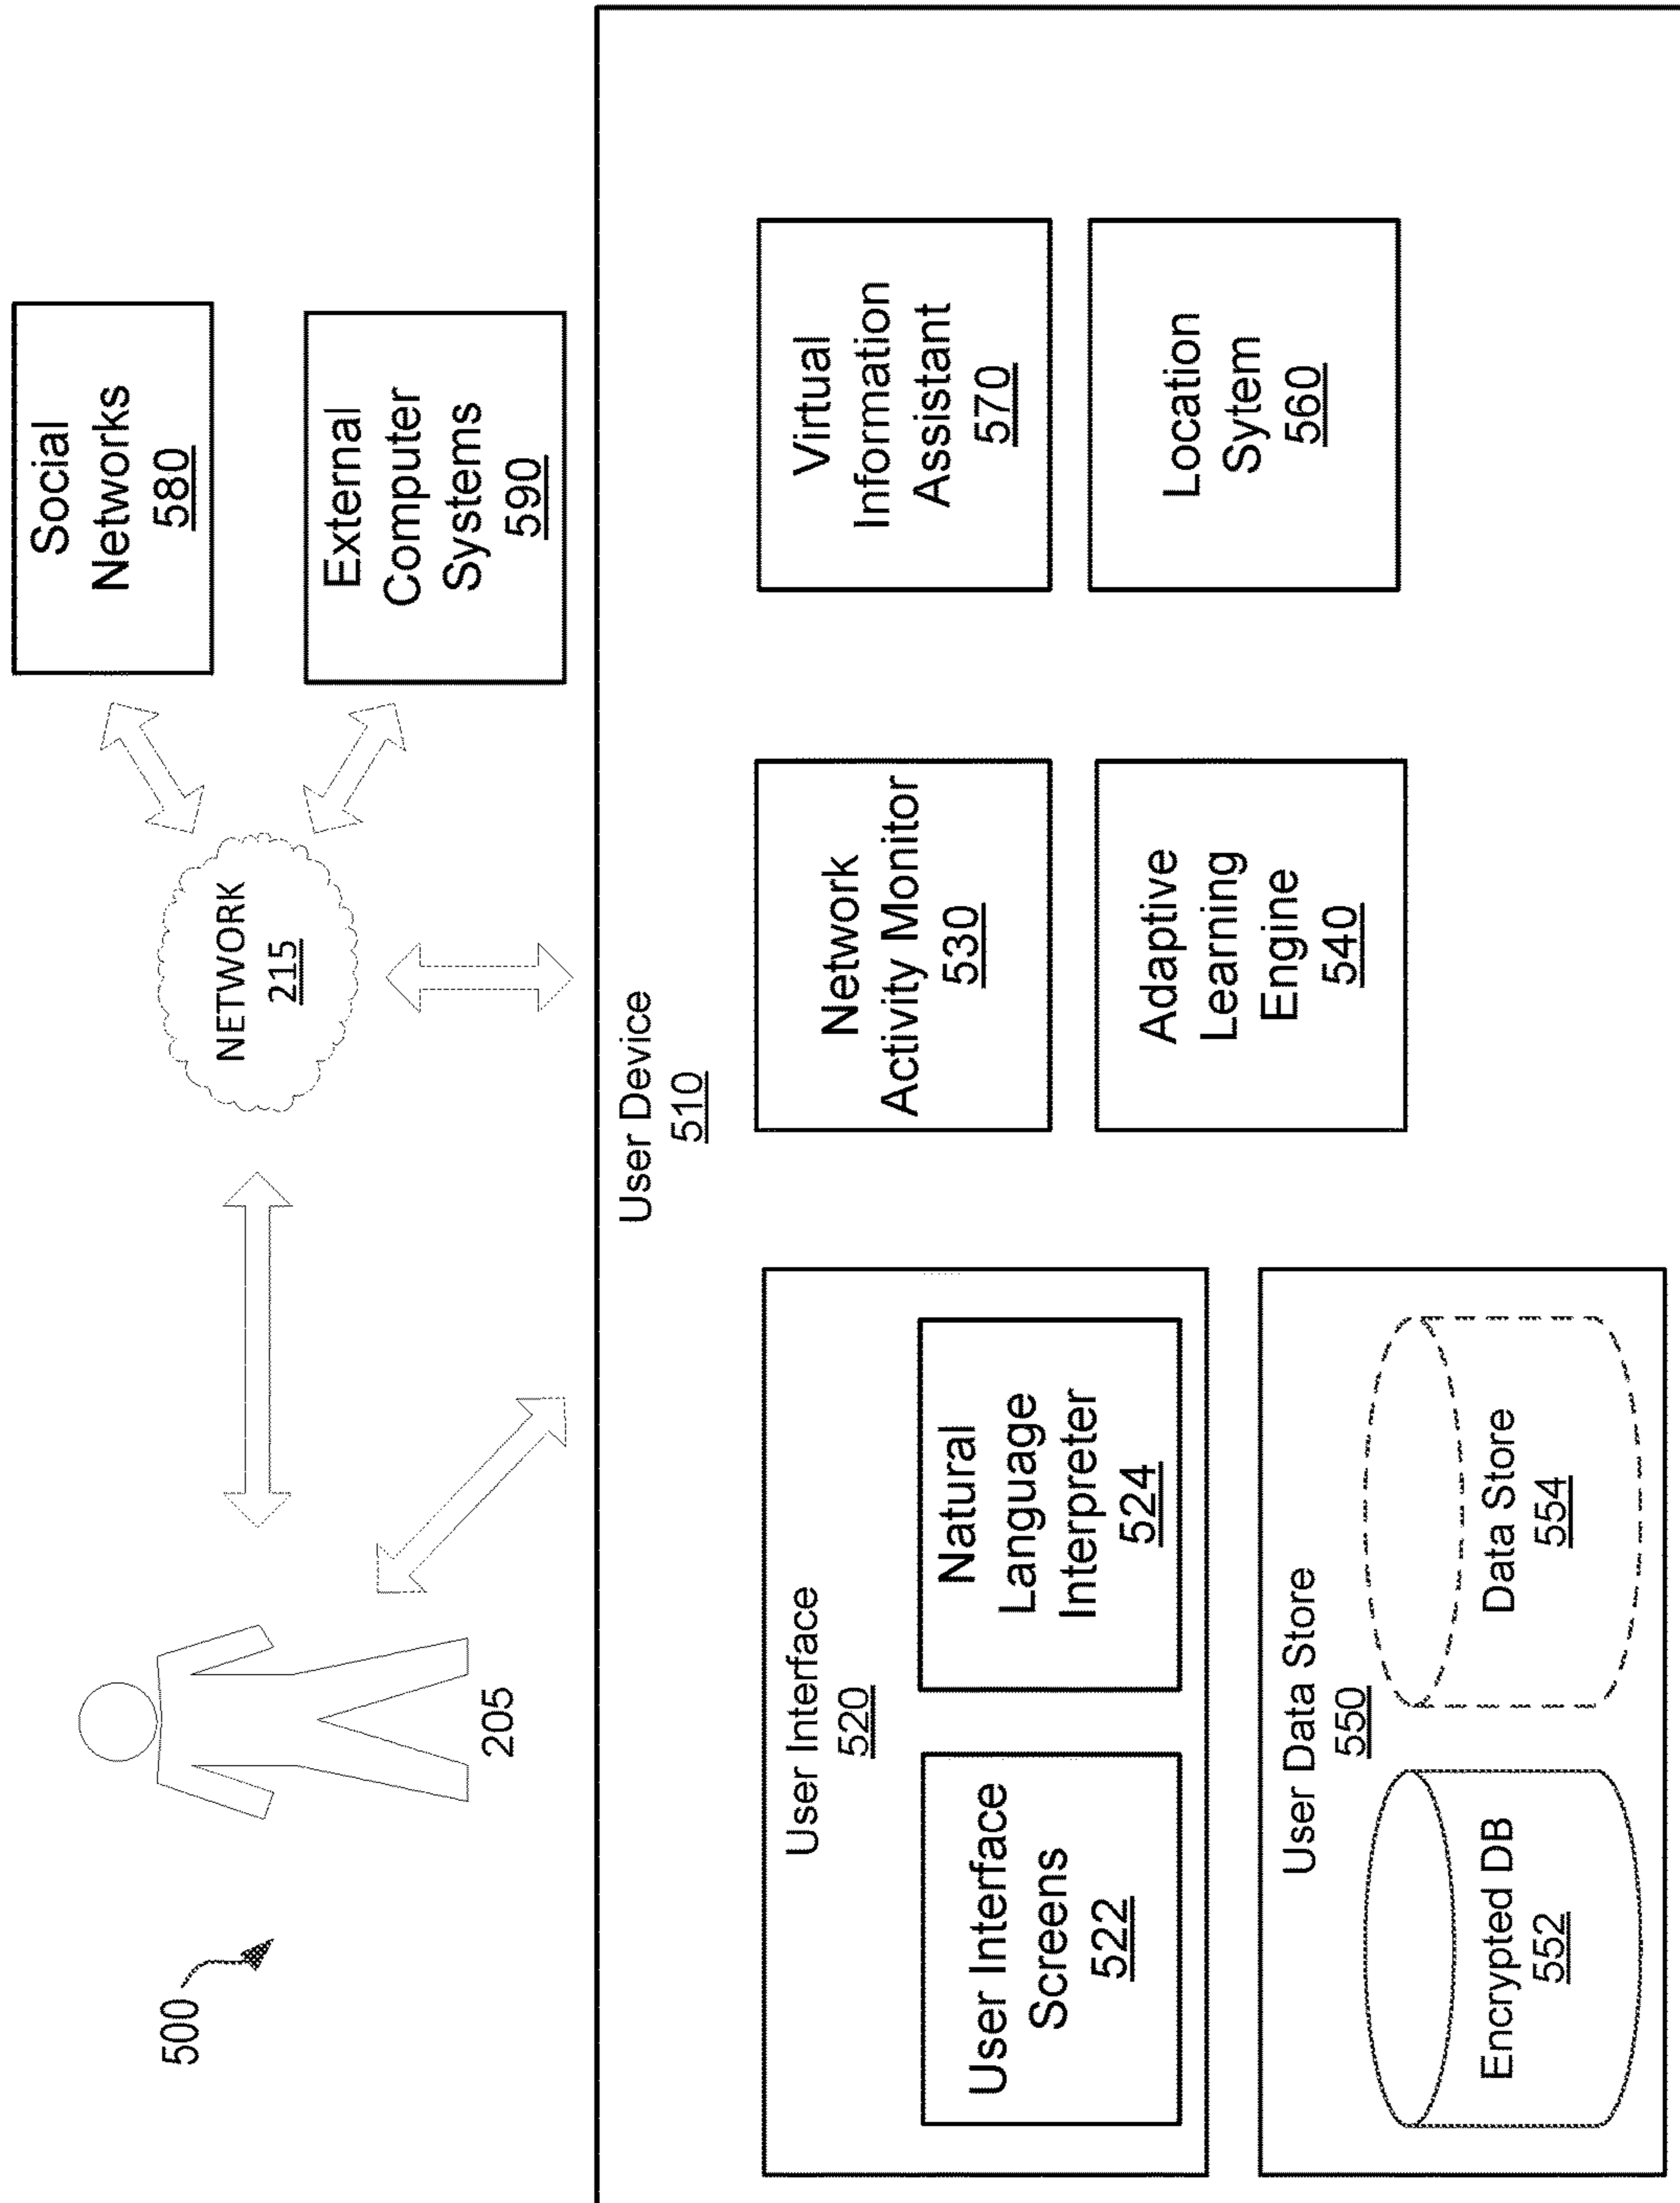 500
205
NETWORK
215
Social
Networks
580
External
Computer
Systems
590
User Device
510
User Interface
520
User Interface
Screens
522
Natural
Language
Interpreter
524
Network
Activity Monitor
530
Virtual
Information
Assistant
570
User Data Store
550
Encrypted DB
552
Data Store
554
Adaptive
Learning
Engine
540
Location
Sytem
560